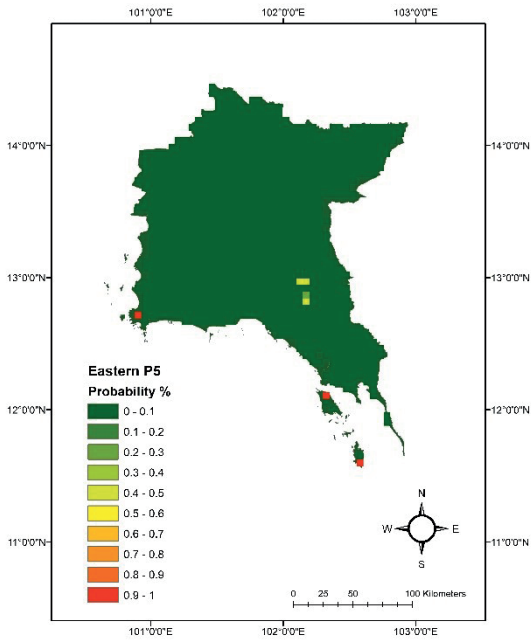 101°0'0"E 102°0'0"E 103°0'0"E
14°0'0"N 14°0'0"N
13°0'0"N 13°0'0"N
12°0'0"N 12°0'0"N
11°0'0"N 11°0'0"N
Eastern P5
Probability %
0 - 0.1
0.1 - 0.2
0.2 - 0.3
0.3 - 0.4
0.4 - 0.5
0.5 - 0.6
0.6 - 0.7
0.7 - 0.8
0.8 - 0.9
0.9 - 1
N
W E
S
0 25 50 100 Kilometers
101°0'0"E 102°0'0"E 103°0'0"E